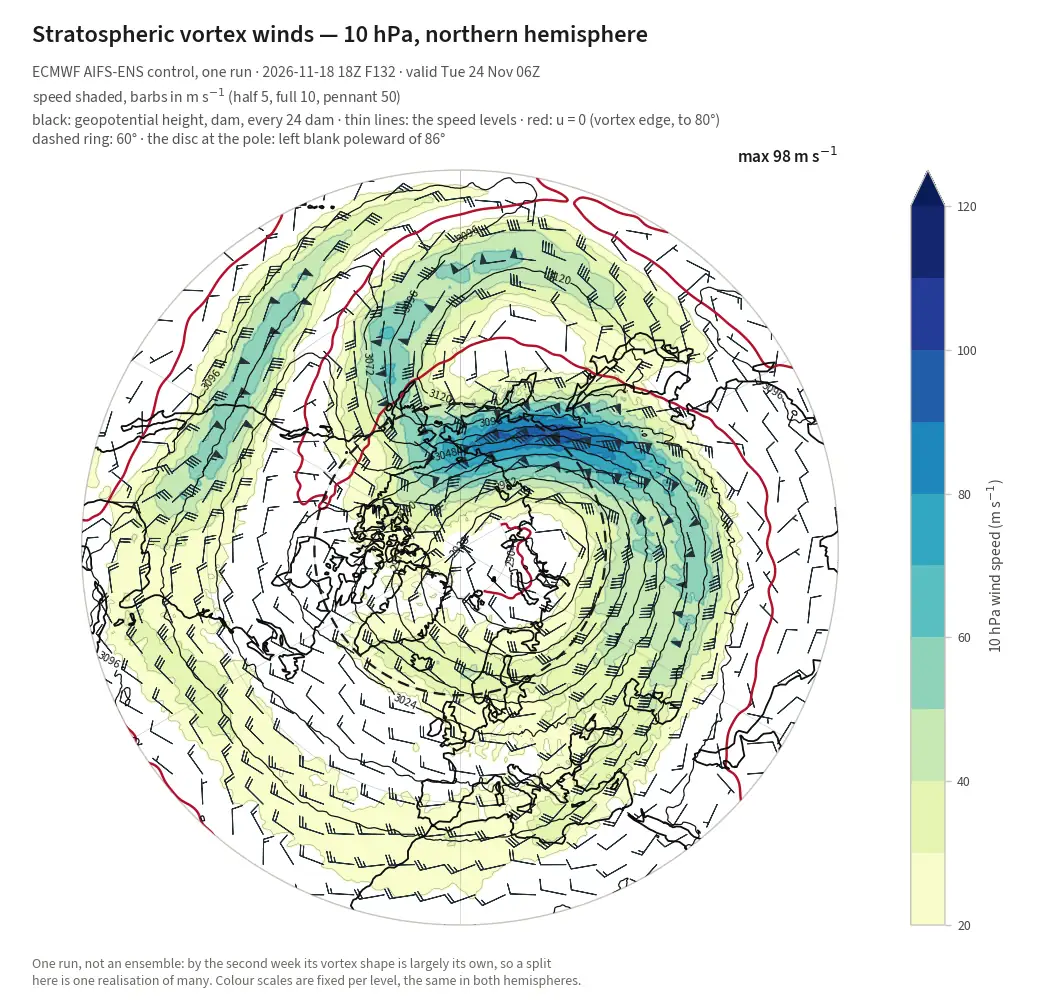 Stratospheric vortex winds — 10 hPa, northern hemisphere
ECMWF AIFS-ENS control, one run · 2026-11-18 18Z F132 · valid Tue 24 Nov 06Z
speed shaded, barbs in m s⁻¹ (half 5, full 10, pennant 50)
black: geopotential height, dam, every 24 dam · thin lines: the speed levels · red: u = 0 (vortex edge, to 80°)
dashed ring: 60° · the disc at the pole: left blank poleward of 86°
max 98 m s⁻¹
120
100
80
60
40
20
10 hPa wind speed (m s⁻¹)
3120
3072
3096
3120
3096
3048
3096
3024
One run, not an ensemble: by the second week its vortex shape is largely its own, so a split
here is one realisation of many. Colour scales are fixed per level, the same in both hemispheres.